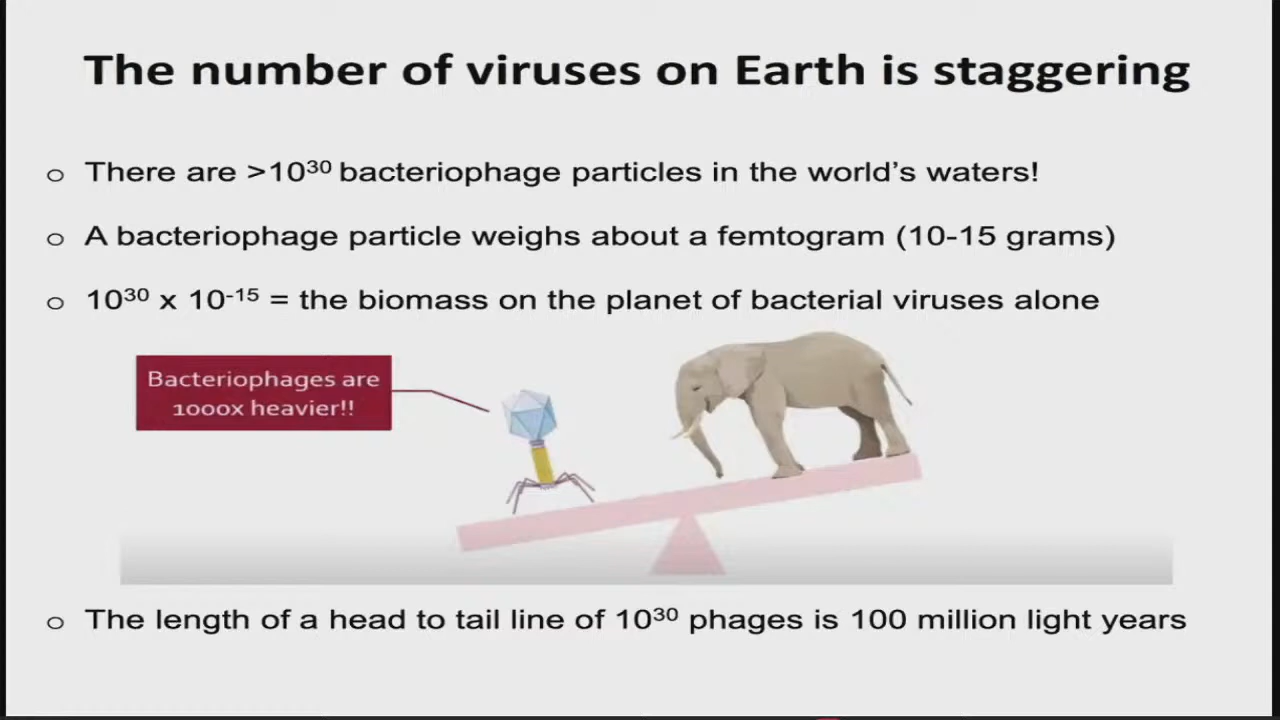 The number of viruses on Earth is staggering
○ There are >10³⁰ bacteriophage particles in the world's waters!
○ A bacteriophage particle weighs about a femtogram (10-15 grams)
○ 10³⁰ x 10⁻¹⁵ = the biomass on the planet of bacterial viruses alone
Bacteriophages are
1000x heavier!!
○ The length of a head to tail line of 10³⁰ phages is 100 million light years